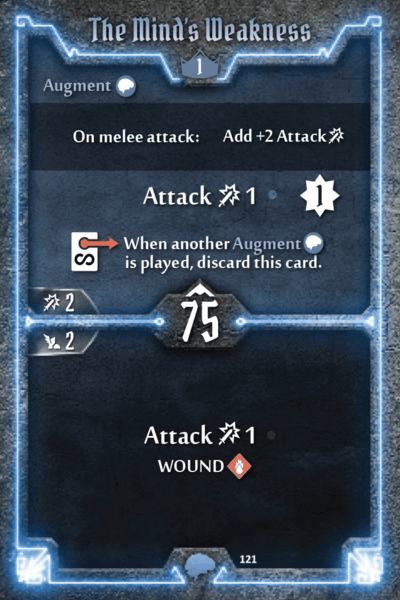 The Mind's Weakness
1
Augment
On melee attack: Add +2 Attack
Attack 1 1
When another Augment
is played, discard this card.
2
75
2
Attack 1
WOUND
121